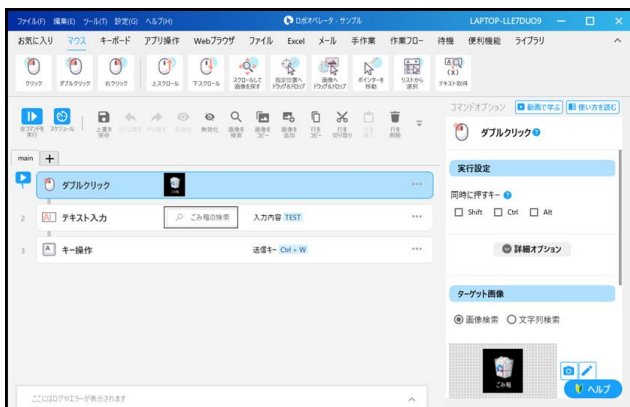 ファイル(F) 編集(E) ツール(T) 設定(G) ヘルプ(H) ロボオペレータ - サンプル LAPTOP-LLE7DUO9
お気に入り マウス キーボード アプリ操作 Webブラウザ ファイル Excel メール 手作業 作業フロー 待機 便利機能 ライブラリ
クリック ダブルクリック 右クリック 上スクロール 下スクロール スクロールして画像を探す 指定位置へドラッグ&ドロップ 画像へドラッグ&ドロップ ポインターを移動 リストから選択 テキスト取得
コマンドオプション 動画で学ぶ 使い方を読む
全コマンドを実行 スケジュール 上書き保存 無効化 画像を検索 画像をコピー 画像を追加 行をコピー 行を切り取り 行を削除
ダブルクリック
main
実行設定
ダブルクリック ごみ箱
同時に押すキー
Shift Ctrl Alt
2 テキスト入力 ごみ箱の検索 入力内容 TEST
3 キー操作 送信キー Ctrl + W
詳細オプション
ターゲット画像
画像検索 文字列検索
ごみ箱
ヘルプ
ここにはログやエラーが表示されます